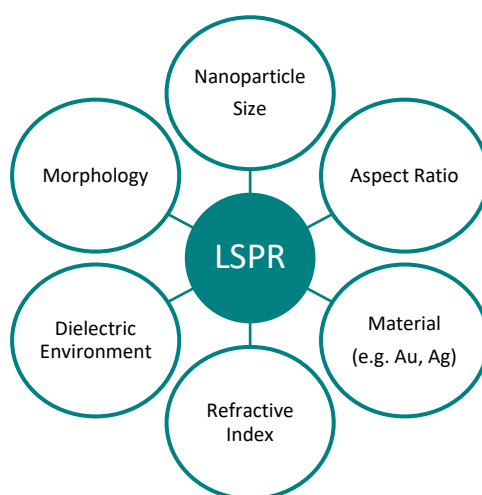 Nanoparticle
Size
Morphology
Aspect Ratio
LSPR
Dielectric
Environment
Material
(e.g. Au, Ag)
Refractive
Index